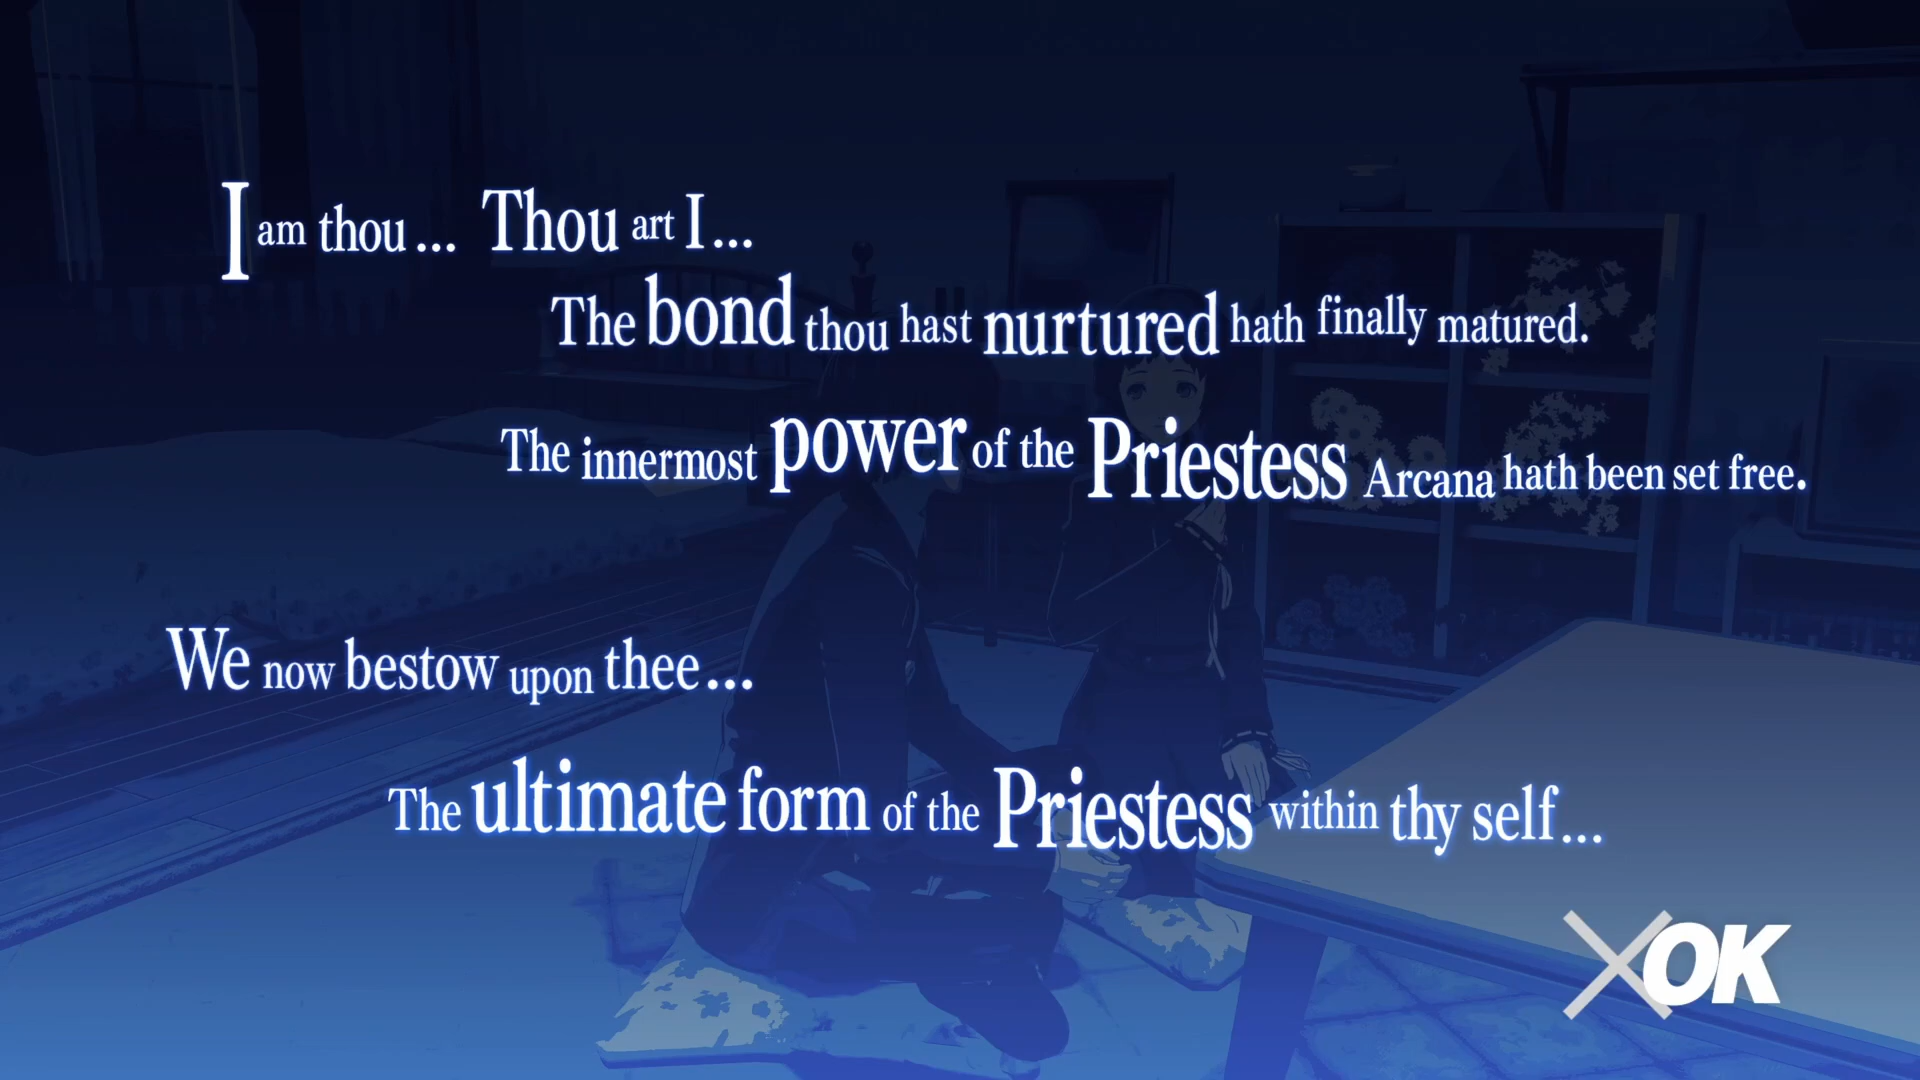 I am thou... Thou art I...
The bond thou hast nurtured hath finally matured.
The innermost power of the Priestess Arcana hath been set free.
We now bestow upon thee...
The ultimate form of the Priestess within thy self...
OK